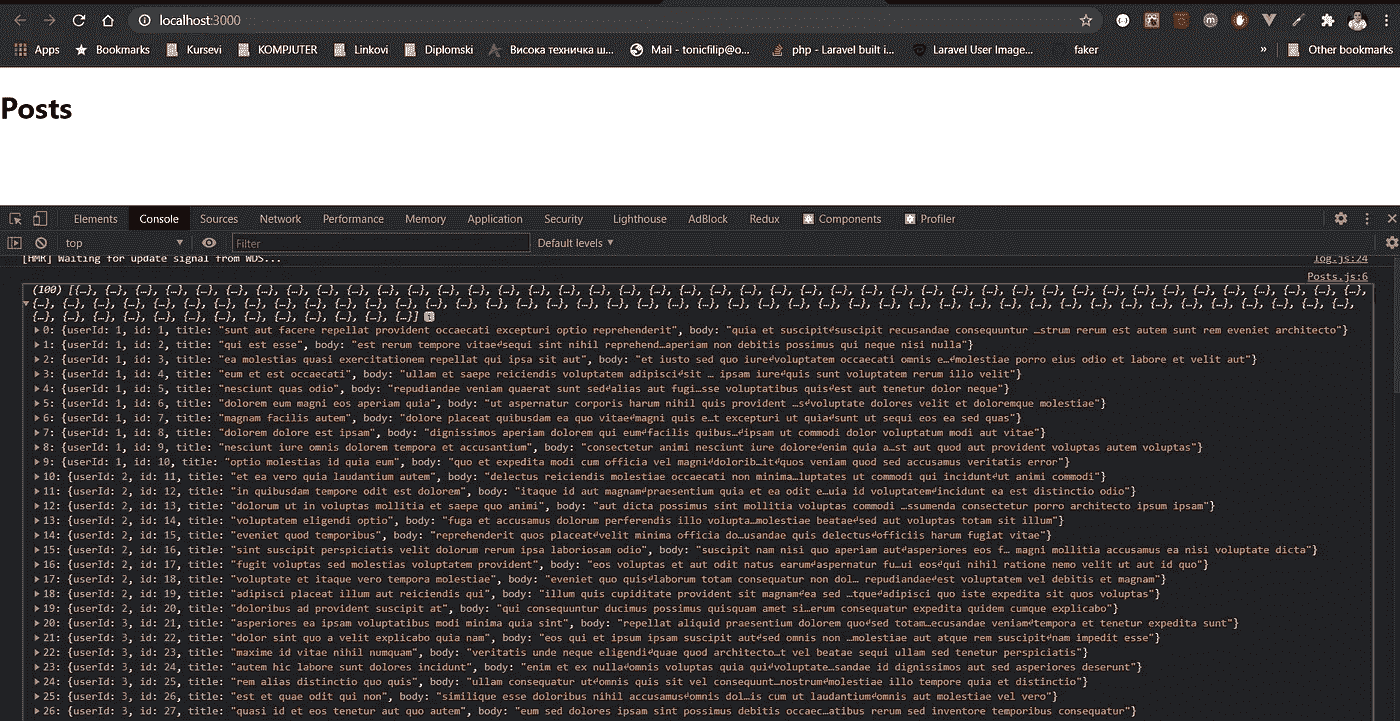 localhost:3000
Apps Bookmarks Kursevi KOMPJUTER Linkovi Diplomski Висока техничка ш... Mail - tonicfilip@o... php - Laravel built i... Laravel User Image... faker » Other bookmarks
Posts
Elements Console Sources Network Performance Memory Application Security Lighthouse AdBlock Redux Components Profiler
top Filter Default levels
[HMR] Waiting for update signal from WDS... log.js:24
Posts.js:6
(100) [{…}, {…}, {…}, {…}, {…}, {…}, {…}, {…}, {…}, {…}, {…}, {…}, {…}, {…}, {…}, {…}, {…}, {…}, {…}, {…}, {…}, {…}, {…}, {…}, {…}, {…}, {…}, {…}, {…}, {…}, {…}, {…}, {…}, {…}, {…}, {…}, {…}, {…}, {…}, {…}, {…}, {…}, {…},
{…}, {…}, {…}, {…}, {…}, {…}, {…}, {…}, {…}, {…}, {…}, {…}, {…}, {…}, {…}, {…}, {…}, {…}, {…}, {…}, {…}, {…}, {…}, {…}, {…}, {…}, {…}, {…}, {…}, {…}, {…}, {…}, {…}, {…}, {…}, {…}, {…}, {…}, {…}, {…}, {…}, {…}, {…}, {…},
{…}, {…}, {…}, {…}, {…}, {…}, {…}, {…}, {…}, {…}, {…}, {…}, {…}]
0: {userId: 1, id: 1, title: "sunt aut facere repellat provident occaecati excepturi optio reprehenderit", body: "quia et suscipit↵suscipit recusandae consequuntur …strum rerum est autem sunt rem eveniet architecto"}
1: {userId: 1, id: 2, title: "qui est esse", body: "est rerum tempore vitae↵sequi sint nihil reprehend…aperiam non debitis possimus qui neque nisi nulla"}
2: {userId: 1, id: 3, title: "ea molestias quasi exercitationem repellat qui ipsa sit aut", body: "et iusto sed quo iure↵voluptatem occaecati omnis e…↵molestiae porro eius odio et labore et velit aut"}
3: {userId: 1, id: 4, title: "eum et est occaecati", body: "ullam et saepe reiciendis voluptatem adipisci↵sit … ipsam iure↵quis sunt voluptatem rerum illo velit"}
4: {userId: 1, id: 5, title: "nesciunt quas odio", body: "repudiandae veniam quaerat sunt sed↵alias aut fugi…sse voluptatibus quis↵est aut tenetur dolor neque"}
5: {userId: 1, id: 6, title: "dolorem eum magni eos aperiam quia", body: "ut aspernatur corporis harum nihil quis provident …s↵voluptate dolores velit et doloremque molestiae"}
6: {userId: 1, id: 7, title: "magnam facilis autem", body: "dolore placeat quibusdam ea quo vitae↵magni quis e…t excepturi ut quia↵sunt ut sequi eos ea sed quas"}
7: {userId: 1, id: 8, title: "dolorem dolore est ipsam", body: "dignissimos aperiam dolorem qui eum↵facilis quibus…↵ipsam ut commodi dolor voluptatum modi aut vitae"}
8: {userId: 1, id: 9, title: "nesciunt iure omnis dolorem tempora et accusantium", body: "consectetur animi nesciunt iure dolore↵enim quia a…st aut quod aut provident voluptas autem voluptas"}
9: {userId: 1, id: 10, title: "optio molestias id quia eum", body: "quo et expedita modi cum officia vel magni↵dolorib…it↵quos veniam quod sed accusamus veritatis error"}
10: {userId: 2, id: 11, title: "et ea vero quia laudantium autem", body: "delectus reiciendis molestiae occaecati non minima…luptates ut commodi qui incidunt↵ut animi commodi"}
11: {userId: 2, id: 12, title: "in quibusdam tempore odit est dolorem", body: "itaque id aut magnam↵praesentium quia et ea odit e…uia id voluptatem↵incidunt ea est distinctio odio"}
12: {userId: 2, id: 13, title: "dolorum ut in voluptas mollitia et saepe quo animi", body: "aut dicta possimus sint mollitia voluptas commodi …ssumenda consectetur porro architecto ipsum ipsam"}
13: {userId: 2, id: 14, title: "voluptatem eligendi optio", body: "fuga et accusamus dolorum perferendis illo volupta…molestiae beatae↵sed aut voluptas totam sit illum"}
14: {userId: 2, id: 15, title: "eveniet quod temporibus", body: "reprehenderit quos placeat↵velit minima officia do…usandae quis delectus↵officiis harum fugiat vitae"}
15: {userId: 2, id: 16, title: "sint suscipit perspiciatis velit dolorum rerum ipsa laboriosam odio", body: "suscipit nam nisi quo aperiam aut↵asperiores eos f… magni mollitia accusamus ea nisi voluptate dicta"}
16: {userId: 2, id: 17, title: "fugit voluptas sed molestias voluptatem provident", body: "eos voluptas et aut odit natus earum↵aspernatur fu…ui eos↵qui nihil ratione nemo velit ut aut id quo"}
17: {userId: 2, id: 18, title: "voluptate et itaque vero tempora molestiae", body: "eveniet quo quis↵laborum totam consequatur non dol… repudiandae↵est voluptatem vel debitis et magnam"}
18: {userId: 2, id: 19, title: "adipisci placeat illum aut reiciendis qui", body: "illum quis cupiditate provident sit magnam↵ea sed …tque↵adipisci quo iste expedita sit quos voluptas"}
19: {userId: 2, id: 20, title: "doloribus ad provident suscipit at", body: "qui consequuntur ducimus possimus quisquam amet si…erum consequatur expedita quidem cumque explicabo"}
20: {userId: 3, id: 21, title: "asperiores ea ipsam voluptatibus modi minima quia sint", body: "repellat aliquid praesentium dolorem quo↵sed totam…ecusandae veniam↵tempora et tenetur expedita sunt"}
21: {userId: 3, id: 22, title: "dolor sint quo a velit explicabo quia nam", body: "eos qui et ipsum ipsam suscipit aut↵sed omnis non …molestiae aut atque rem suscipit↵nam impedit esse"}
22: {userId: 3, id: 23, title: "maxime id vitae nihil numquam", body: "veritatis unde neque eligendi↵quae quod architecto…t vel beatae sequi ullam sed tenetur perspiciatis"}
23: {userId: 3, id: 24, title: "autem hic labore sunt dolores incidunt", body: "enim et ex nulla↵omnis voluptas quia qui↵voluptate…sandae id dignissimos aut sed asperiores deserunt"}
24: {userId: 3, id: 25, title: "rem alias distinctio quo quis", body: "ullam consequatur ut↵omnis quis sit vel consequunt…nostrum↵molestiae illo tempore quia et distinctio"}
25: {userId: 3, id: 26, title: "est et quae odit qui non", body: "similique esse doloribus nihil accusamus↵omnis dol…is cum ut laudantium↵omnis aut molestiae vel vero"}
26: {userId: 3, id: 27, title: "quasi id et eos tenetur aut quo autem", body: "eum sed dolores ipsam sint possimus debitis occaec…atibus rerum sed inventore temporibus consequatur"}